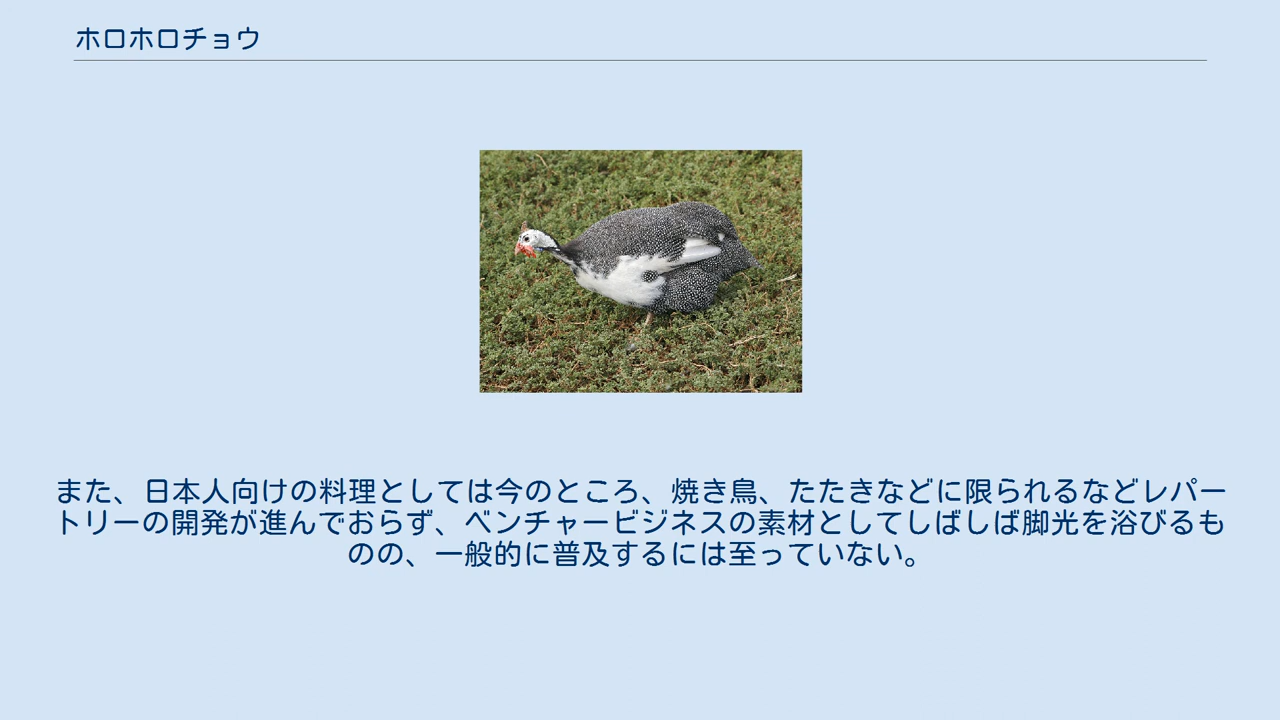 ホロホロチョウ
また、日本人向けの料理としては今のところ、焼き鳥、たたきなどに限られるなどレパー
トリーの開発が進んでおらず、ベンチャービジネスの素材としてしばしば脚光を浴びるも
のの、一般的に普及するには至っていない。